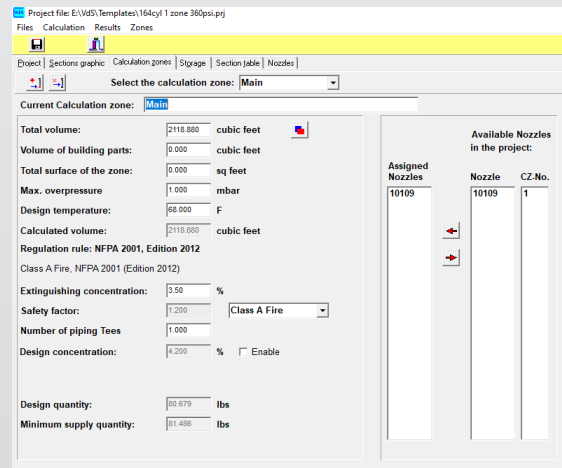 VdS Project file: E:\VdS\Templates\164cyl 1 zone 360psi.prj
Files Calculation Results Zones
Project Sections graphic Calculation zones Storage Section table Nozzles
Select the calculation zone: Main
Current Calculation zone: Main
Total volume: 2118.880 cubic feet
Volume of building parts: 0.000 cubic feet
Total surface of the zone: 0.000 sq feet
Max. overpressure 1.000 mbar
Design temperature: 68.000 F
Calculated volume: 2118.880 cubic feet
Regulation rule: NFPA 2001, Edition 2012
Class A Fire, NFPA 2001 (Edition 2012)
Extinguishing concentration: 3.50 %
Safety factor: 1.200 Class A Fire
Number of piping Tees 1.000
Design concentration: 4.200 % Enable
Design quantity: 80.679 lbs
Minimum supply quantity: 81.486 lbs
Available Nozzles
in the project:
Assigned
Nozzles Nozzle CZ-No.
10109 10109 1